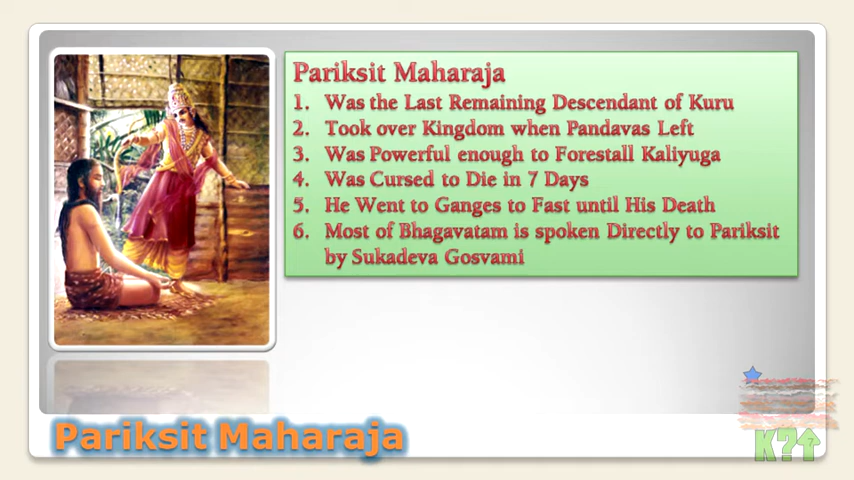 Pariksit Maharaja
1. Was the Last Remaining Descendant of Kuru
2. Took over Kingdom when Pandavas Left
3. Was Powerful enough to Forestall Kaliyuga
4. Was Cursed to Die in 7 Days
5. He Went to Ganges to Fast until His Death
6. Most of Bhagavatam is spoken Directly to Pariksit
by Sukadeva Gosvami
Pariksit Maharaja
K?